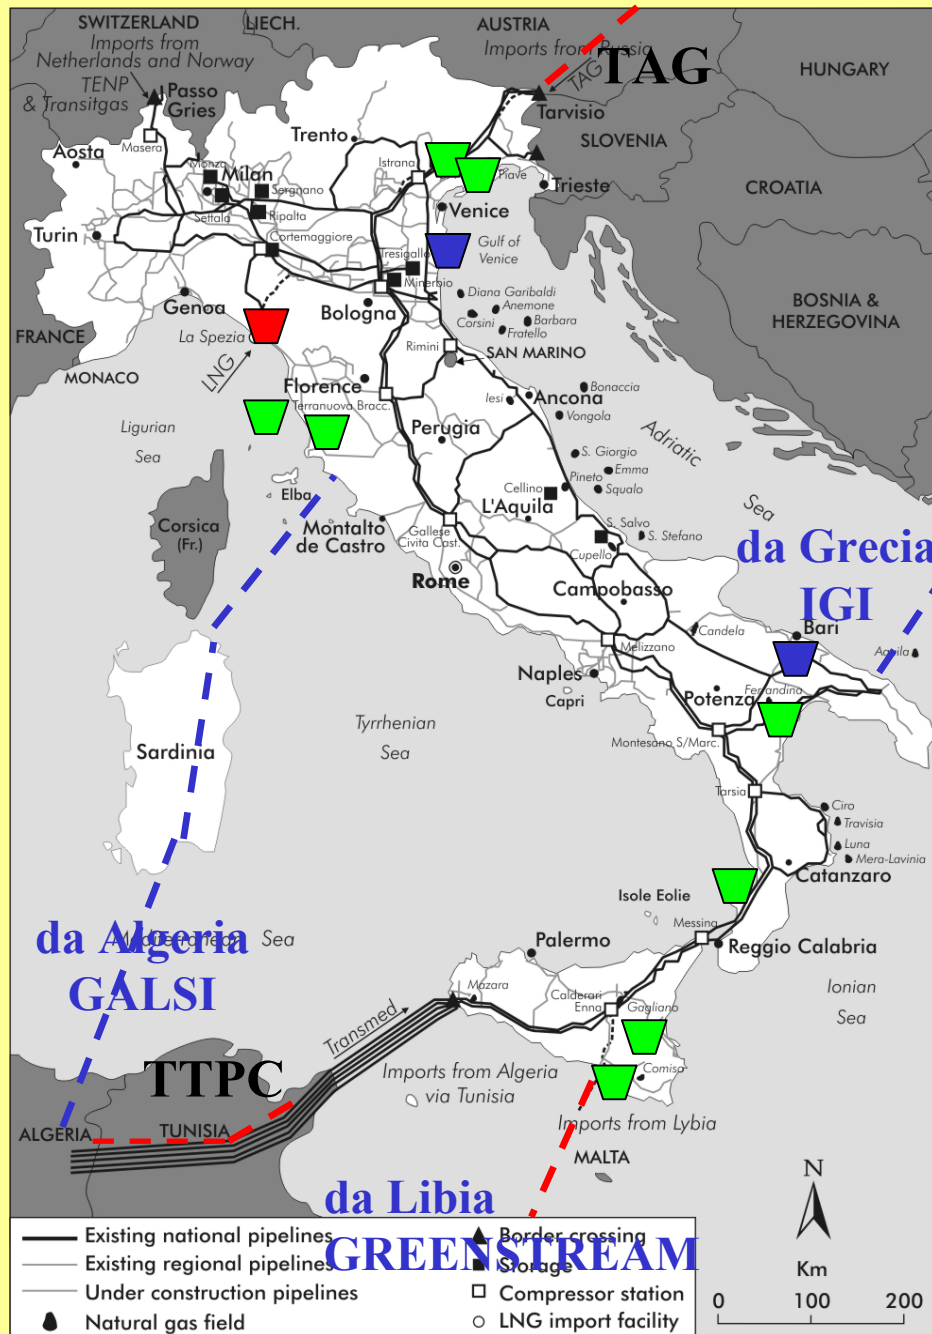 SWITZERLAND
LIECH.
AUSTRIA
Imports from
Netherlands and Norway
Imports from Russia
TAG
TAG
HUNGARY
TENP
& Transitgas
Passo
Gries
Tarvisio
SLOVENIA
Masera
Trento
Aosta
Istrana
Monza
Milan
Piave
Sergnano
Trieste
CROATIA
Settala
Ripalta
Venice
Turin
Cortemaggiore
Gulf of
Venice
Tresigallo
Minerbio
Diana Garibaldi
BOSNIA &
HERZEGOVINA
Genoa
Bologna
Anemone
Corsini
Barbara
Fratello
FRANCE
La Spezia
Rimini
SAN MARINO
MONACO
LNG
Florence
Bonaccia
Terranuova Bracc.
Iesi
Ancona
Vongola
Ligurian
Sea
Perugia
Adriatic
Sea
S. Giorgio
Emma
Pineto
Squalo
Cellino
Elba
L'Aquila
Corsica
(Fr.)
Montalto
de Castro
Gallese
Civita Cast.
S. Salvo
S. Stefano
Cupello
da Grecia
IGI
Rome
Campobasso
Candela
Bari
Aquila
Melizzano
Naples
Capri
Potenza
Ferrandina
Tyrrhenian
Sea
Sardinia
Montesano S/Marc.
Tarsia
Ciro
Travisia
Luna
Mera-Lavinia
Catanzaro
Isole Eolie
Messina
Reggio Calabria
da Algeria
GALSI
Mediterranean Sea
Palermo
Mazara
Calderari
Enna
Gagliano
Ionian
Sea
Transmed
Comiso
TTPC
Imports from Algeria
via Tunisia
ALGERIA
TUNISIA
Imports from Lybia
MALTA
N
da Libia
GREENSTREAM
Existing national pipelines
Existing regional pipelines
Under construction pipelines
Natural gas field
Border crossing
Storage
Compressor station
LNG import facility
Km
0 100 200